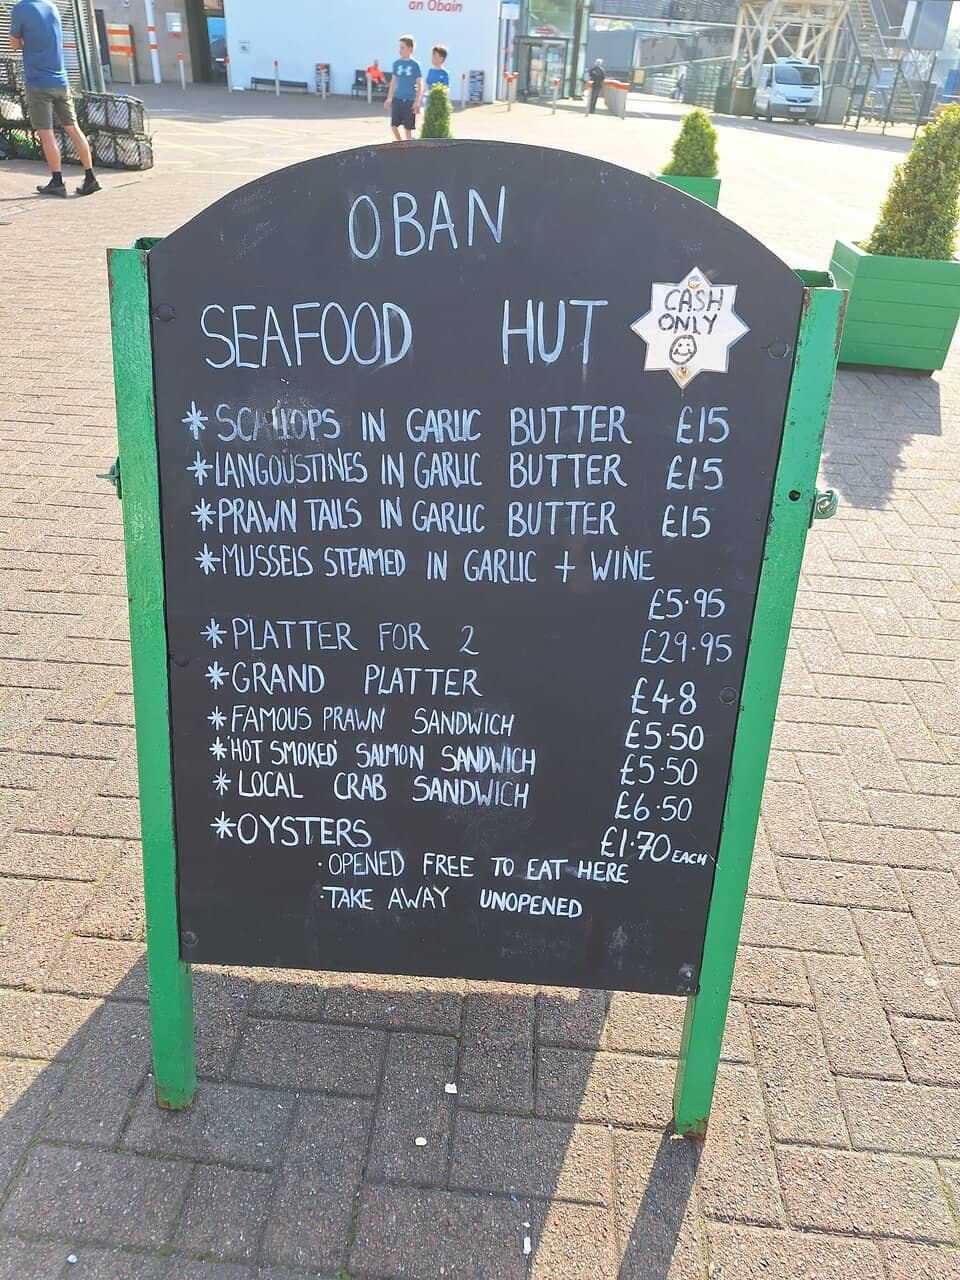 an Obain
OBAN
SEAFOOD HUT
CASH
ONLY
* SCALLOPS IN GARLIC BUTTER £15
* LANGOUSTINES IN GARLIC BUTTER £15
* PRAWN TAILS IN GARLIC BUTTER £15
* MUSSELS STEAMED IN GARLIC + WINE
£5.95
* PLATTER FOR 2 £29.95
* GRAND PLATTER £48
* FAMOUS PRAWN SANDWICH £5.50
* 'HOT SMOKED' SALMON SANDWICH £5.50
* LOCAL CRAB SANDWICH £6.50
* OYSTERS £1.70 EACH
· OPENED FREE TO EAT HERE
· TAKE AWAY UNOPENED